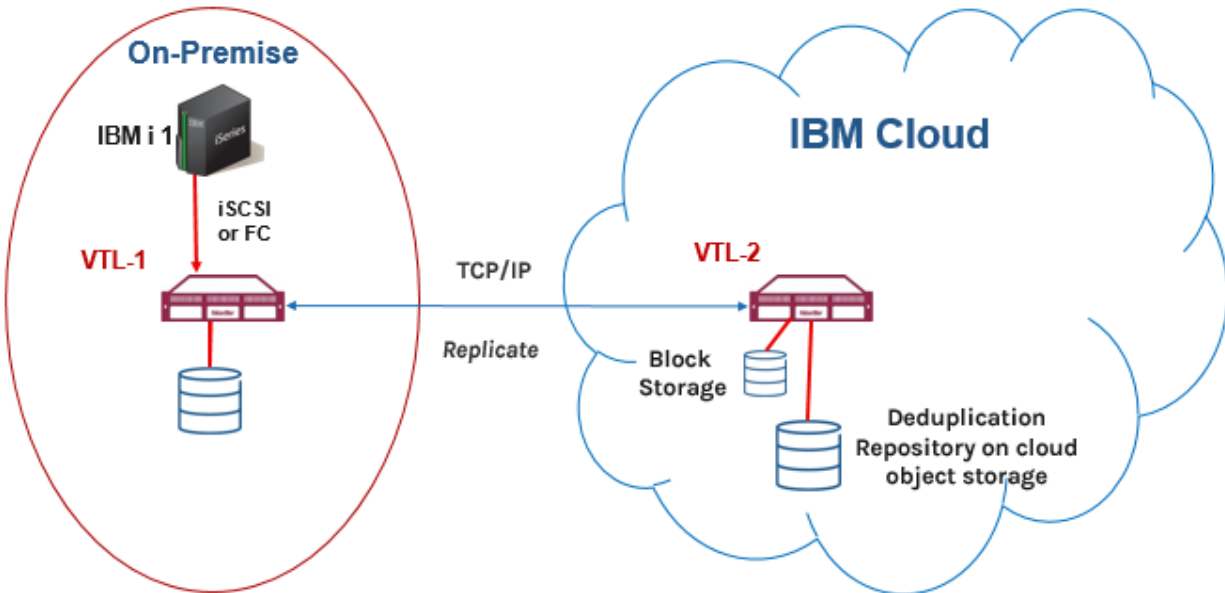 On-Premise
IBM i 1
IBM
iSeries
iSCSI
or FC
VTL-1
TCP/IP
Replicate
IBM Cloud
VTL-2
Block
Storage
Deduplication
Repository on cloud
object storage